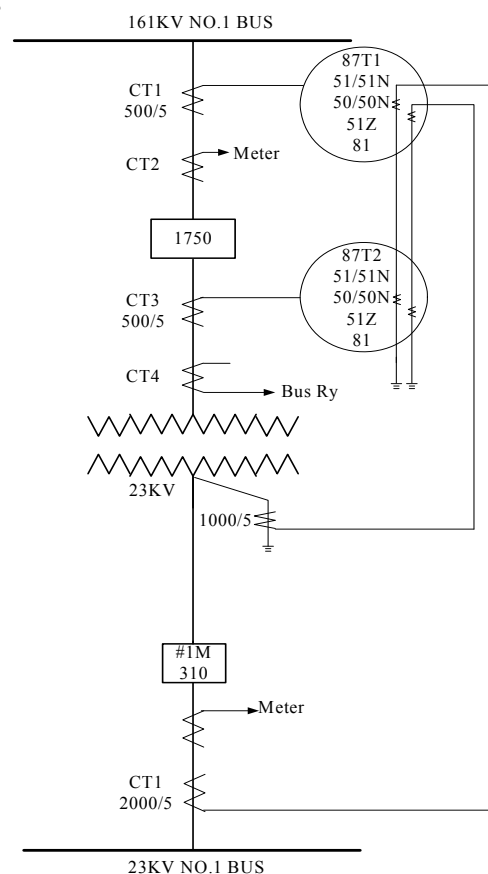 161KV NO.1 BUS
CT1
500/5
87T1
51/51N
50/50N
51Z
81
CT2
Meter
1750
CT3
500/5
87T2
51/51N
50/50N
51Z
81
CT4
Bus Ry
23KV
1000/5
#1M
310
Meter
CT1
2000/5
23KV NO.1 BUS